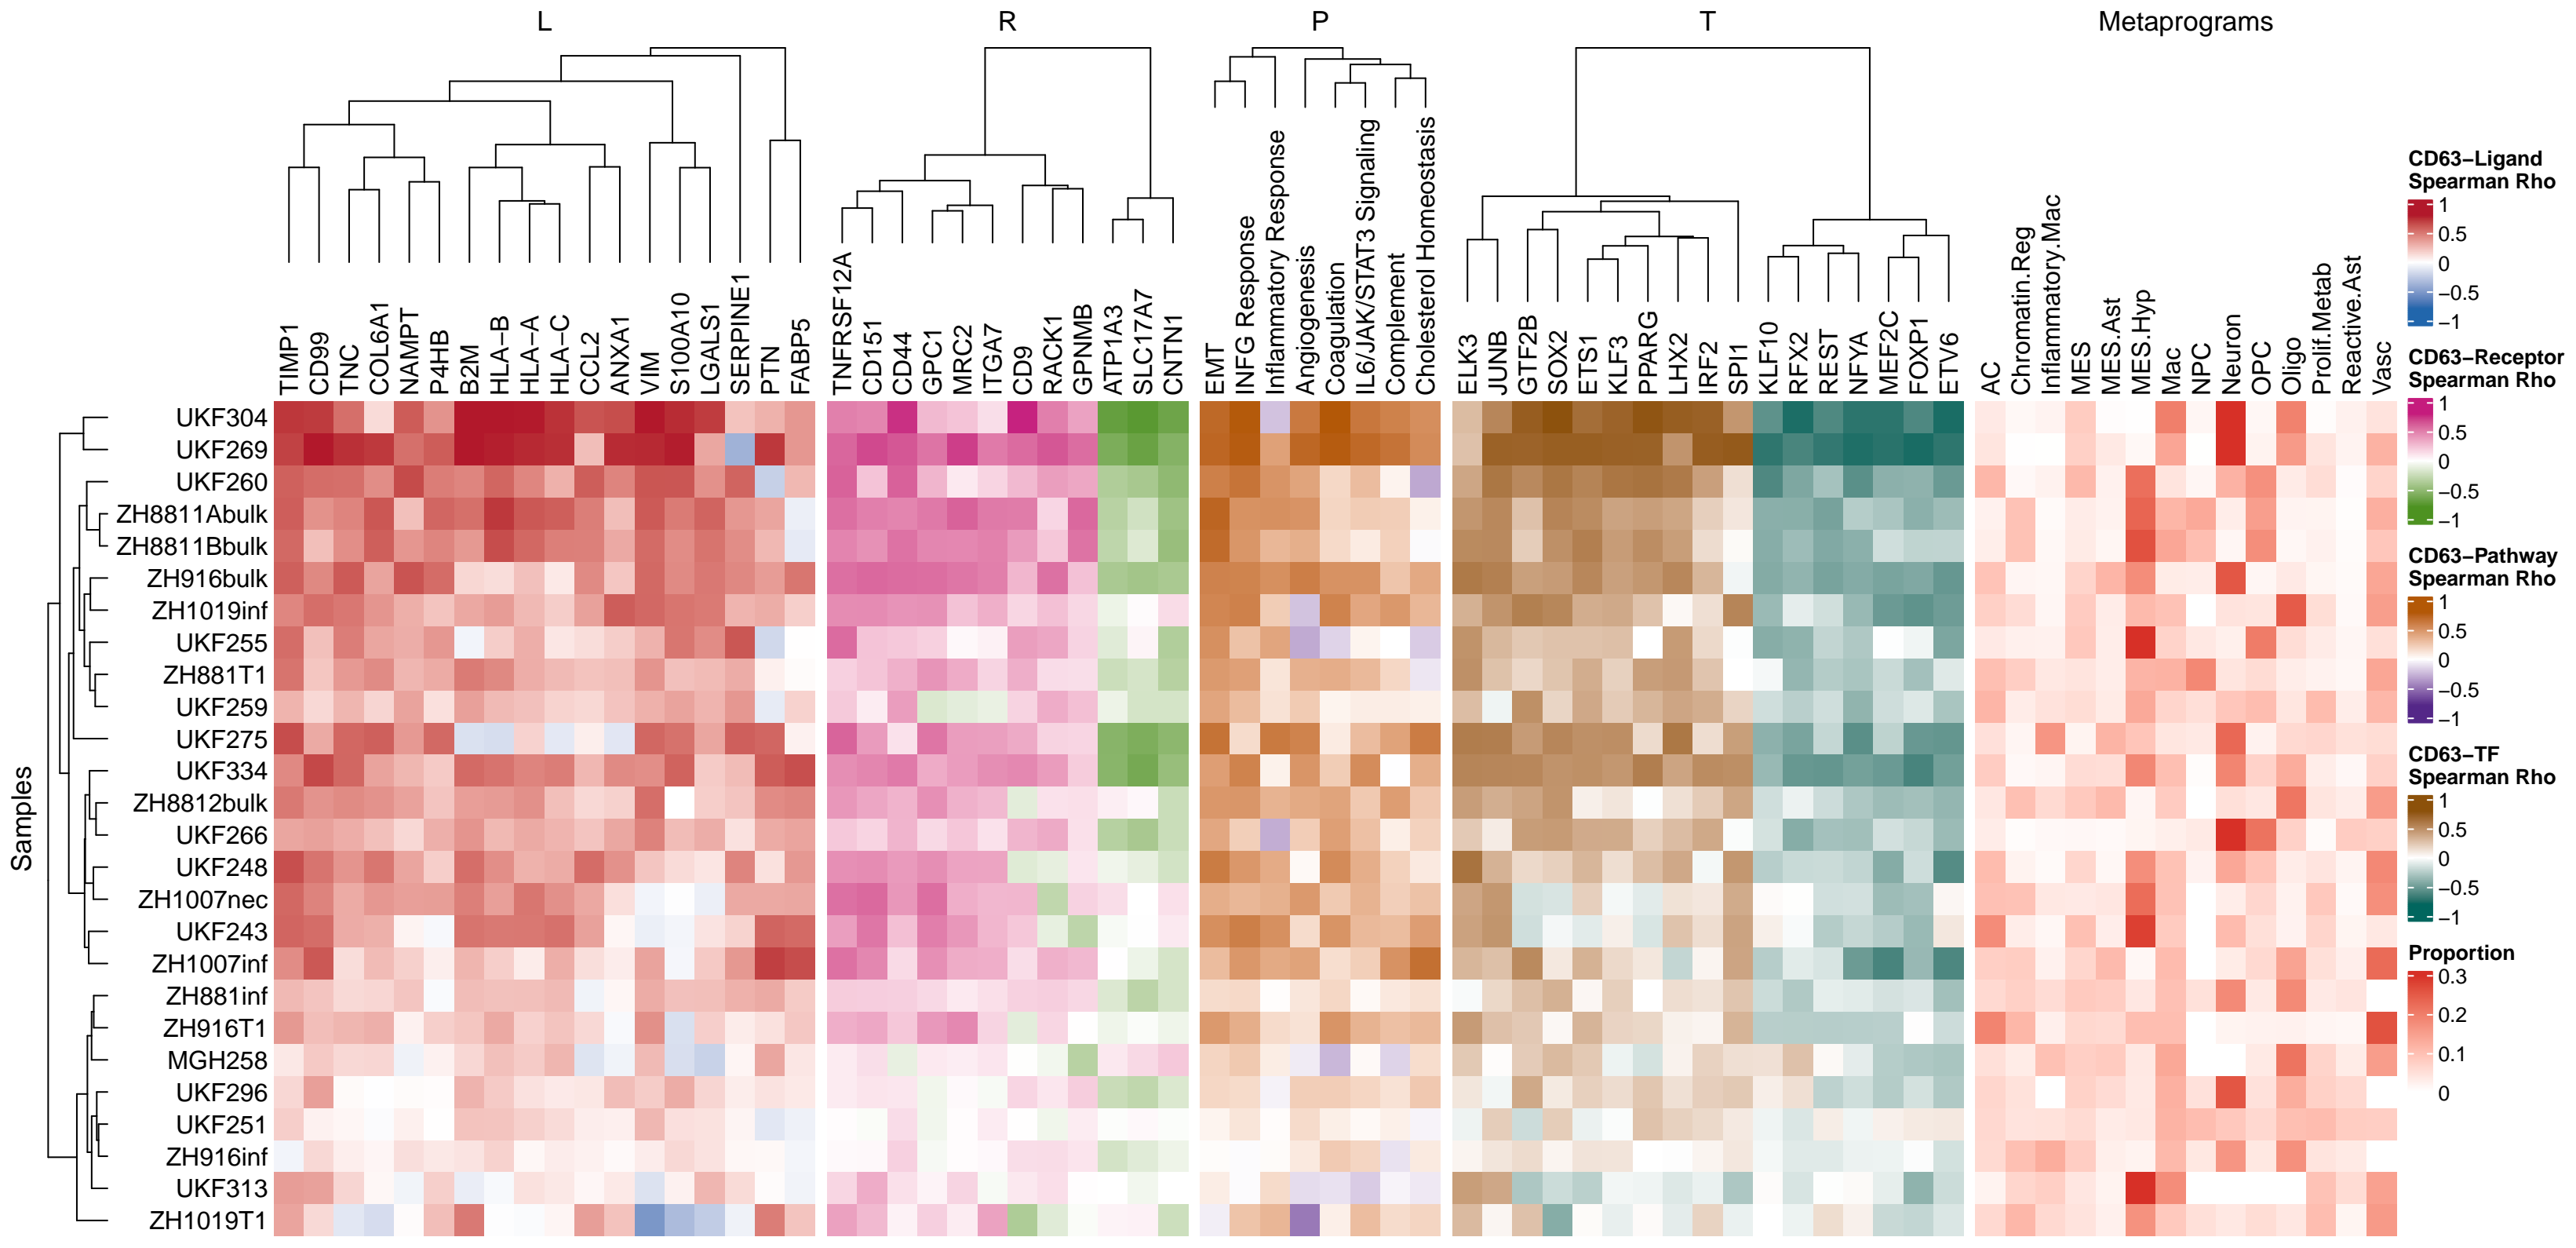 L
R
P
T
Metaprograms
TIMP1
CD99
TNC
COL6A1
NAMPT
P4HB
B2M
HLA−B
HLA−A
HLA−C
CCL2
ANXA1
VIM
S100A10
LGALS1
SERPINE1
PTN
FABP5
TNFRSF12A
CD151
CD44
GPC1
MRC2
ITGA7
CD9
RACK1
GPNMB
ATP1A3
SLC17A7
CNTN1
EMT
INFG Response
Inflammatory Response
Angiogenesis
Coagulation
IL6/JAK/STAT3 Signaling
Complement
Cholesterol Homeostasis
ELK3
JUNB
GTF2B
SOX2
ETS1
KLF3
PPARG
LHX2
IRF2
SPI1
KLF10
RFX2
REST
NFYA
MEF2C
FOXP1
ETV6
AC
Chromatin.Reg
Inflammatory.Mac
MES
MES.Ast
MES.Hyp
Mac
NPC
Neuron
OPC
Oligo
Prolif.Metab
Reactive.Ast
Vasc
Samples
UKF304
UKF269
UKF260
ZH8811Abulk
ZH8811Bbulk
ZH916bulk
ZH1019inf
UKF255
ZH881T1
UKF259
UKF275
UKF334
ZH8812bulk
UKF266
UKF248
ZH1007nec
UKF243
ZH1007inf
ZH881inf
ZH916T1
MGH258
UKF296
UKF251
ZH916inf
UKF313
ZH1019T1
CD63−Ligand
Spearman Rho
1
0.5
0
−0.5
−1
CD63−Receptor
Spearman Rho
1
0.5
0
−0.5
−1
CD63−Pathway
Spearman Rho
1
0.5
0
−0.5
−1
CD63−TF
Spearman Rho
1
0.5
0
−0.5
−1
Proportion
0.3
0.2
0.1
0